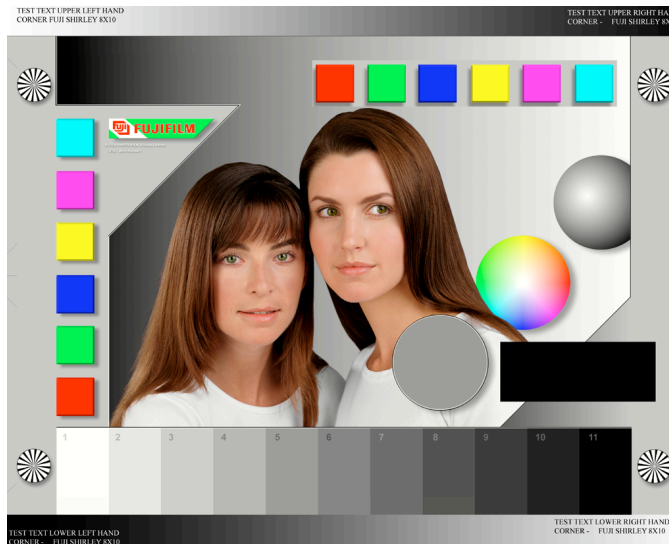 TEST TEXT UPPER LEFT HAND
CORNER FUJI SHIRLEY 8X10
TEST TEXT UPPER RIGHT HA
CORNER - FUJI SHIRLEY 8X
FUJI FUJIFILM
1 2 3 4 5 6 7 8 9 10 11
TEST TEXT LOWER LEFT HAND
CORNER - FUJI SHIRLEY 8X10
TEST TEXT LOWER RIGHT HAND
CORNER - FUJI SHIRLEY 8X10